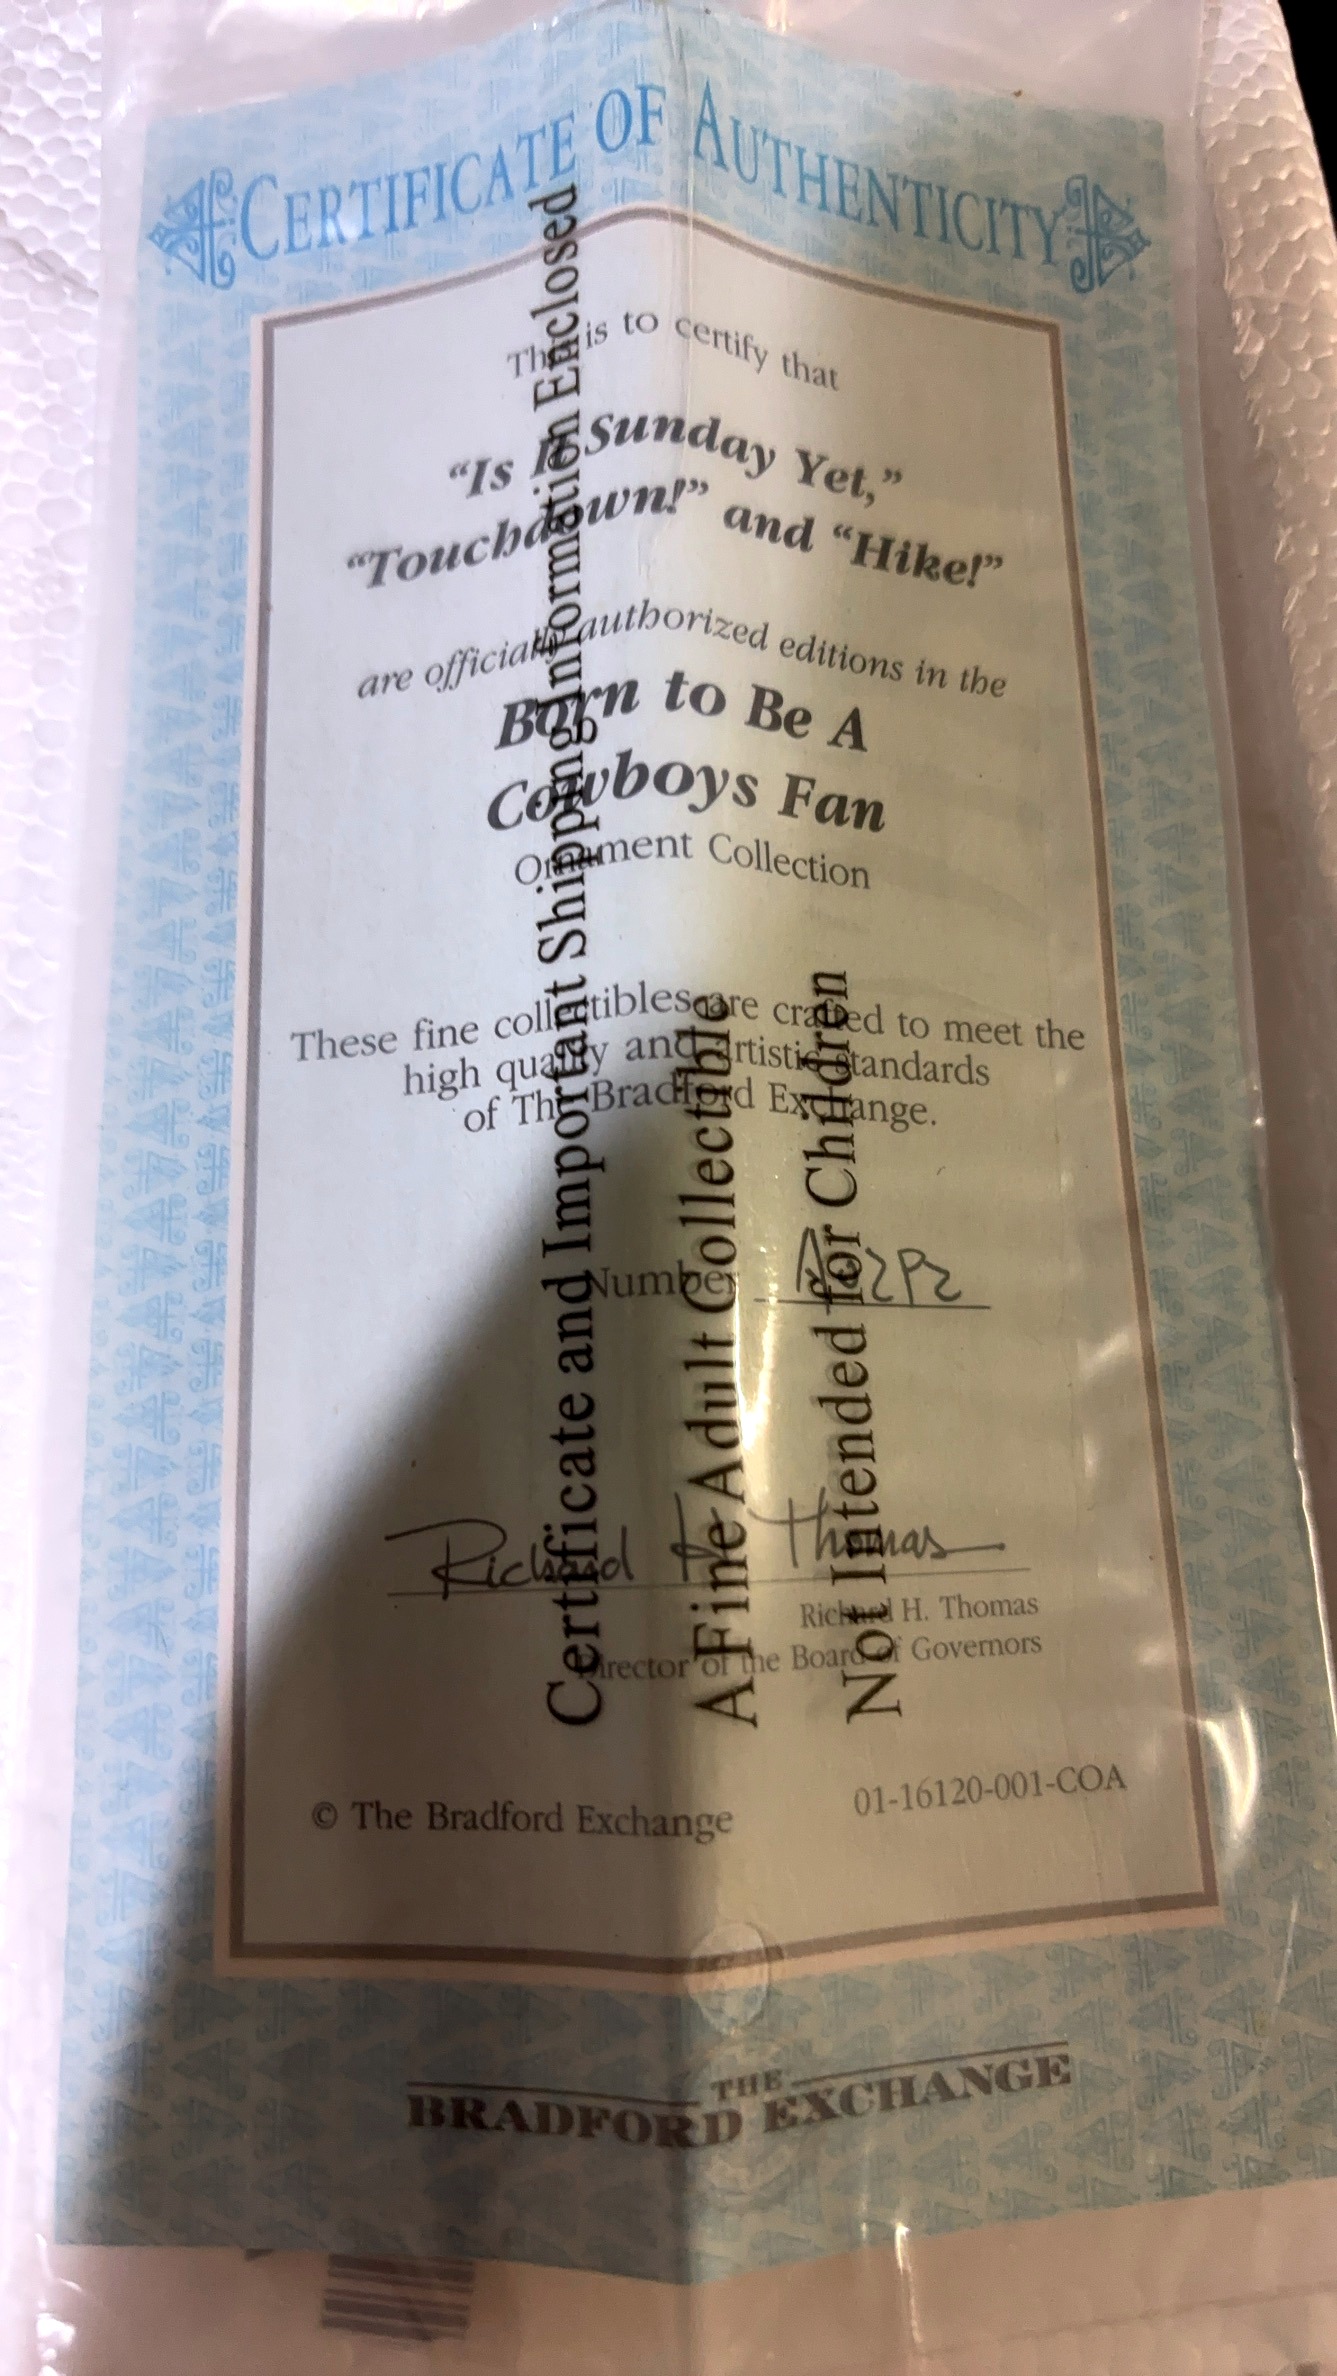 CERTIFICATE OF AUTHENTICITY
This is to certify that
“Is It Sunday Yet,”
“Touchdown!” and “Hike!”
are officially authorized editions in the
Born to Be A
Cowboys Fan
Ornament Collection
These fine collectibles are crafted to meet the
high quality and artistic standards
of The Bradford Exchange.
Number
Richard H. Thomas
Richard H. Thomas
Director of the Board of Governors
© The Bradford Exchange
01-16120-001-COA
THE
BRADFORD EXCHANGE
Certificate and Important Shipping Information Enclosed
A Fine Adult Collectible
Not Intended for Children